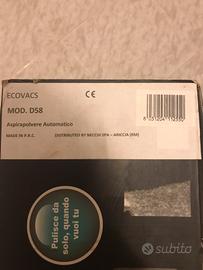 ECOVACS
CE
MOD. D58
Aspirapolvere Automatico
MADE IN P.R.C.
DISTRIBUTED BY NECCHI SPA - ARICCIA (RM)
Pulisce da
solo, quando
vuoi tu
subito